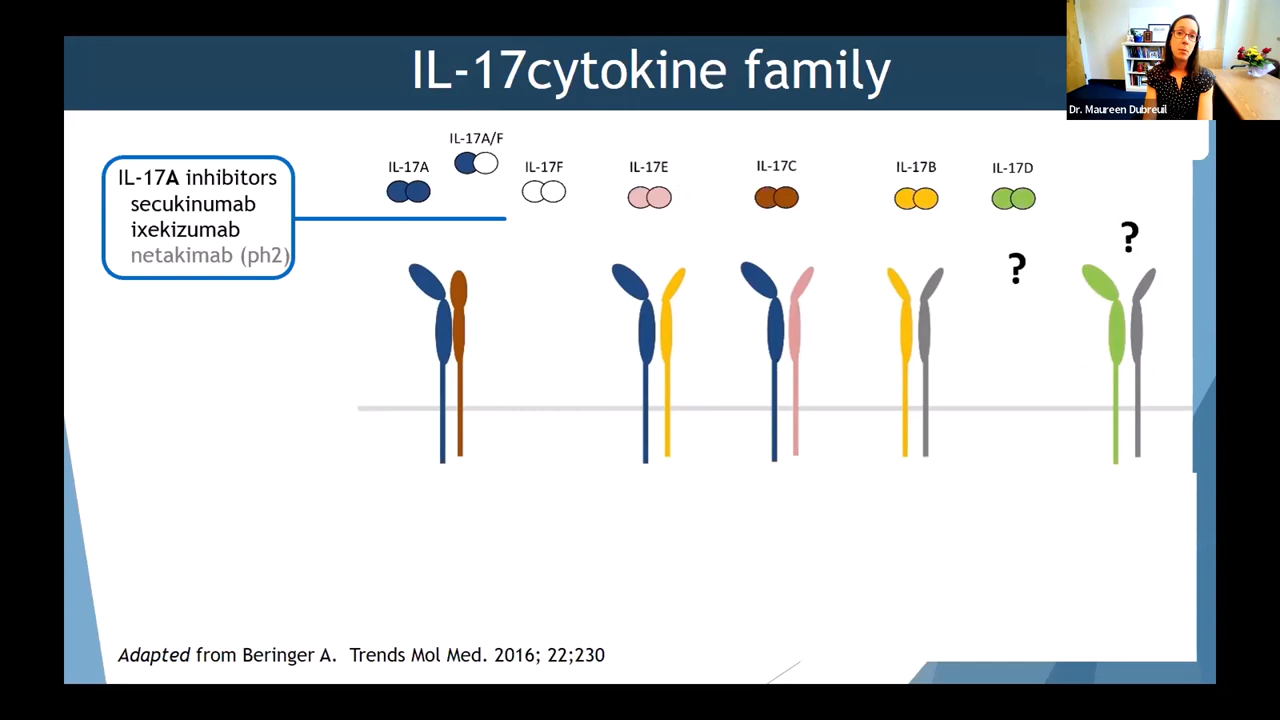 IL-17cytokine family
Dr. Maureen Dubreuil
IL-17A/F
IL-17A
IL-17F
IL-17E
IL-17C
IL-17B
IL-17D
IL-17A inhibitors
secukinumab
ixekizumab
netakimab (ph2)
?
?
Adapted from Beringer A. Trends Mol Med. 2016; 22;230